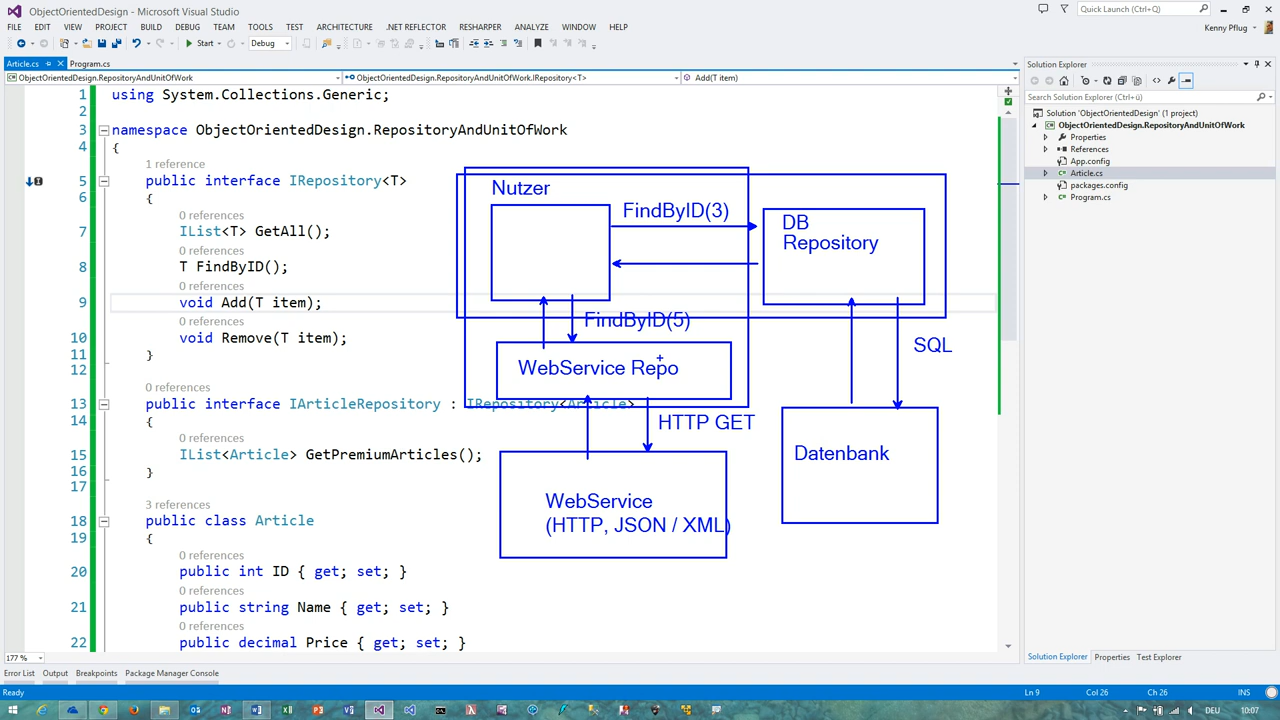 ObjectOrientedDesign - Microsoft Visual Studio
Quick Launch (Ctrl+Q)
FILE EDIT VIEW PROJECT BUILD DEBUG TEAM TOOLS TEST ARCHITECTURE .NET REFLECTOR RESHARPER ANALYZE WINDOW HELP
Kenny Pflug
Start Debug
Article.cs Program.cs
ObjectOrientedDesign.RepositoryAndUnitOfWork ObjectOrientedDesign.RepositoryAndUnitOfWork.IRepository<T> Add(T item)
1 using System.Collections.Generic;
2
3 namespace ObjectOrientedDesign.RepositoryAndUnitOfWork
4 {
1 reference
5 public interface IRepository<T>
6 {
0 references
7 IList<T> GetAll();
0 references
8 T FindByID();
0 references
9 void Add(T item);
0 references
10 void Remove(T item);
11 }
12
0 references
13 public interface IArticleRepository : IRepository<Article>
14 {
0 references
15 IList<Article> GetPremiumArticles();
16 }
17
3 references
18 public class Article
19 {
0 references
20 public int ID { get; set; }
0 references
21 public string Name { get; set; }
0 references
22 public decimal Price { get; set; }
Nutzer
FindByID(3)
DB
Repository
FindByID(5)
WebService Repo
SQL
HTTP GET
Datenbank
WebService
(HTTP, JSON / XML)
Solution Explorer
Search Solution Explorer (Ctrl+ü)
Solution 'ObjectOrientedDesign' (1 project)
ObjectOrientedDesign.RepositoryAndUnitOfWork
Properties
References
App.config
Article.cs
packages.config
Program.cs
177 %
Solution Explorer Properties Test Explorer
Error List Output Breakpoints Package Manager Console
Ready Ln 9 Col 26 Ch 26 INS
DEU 10:07